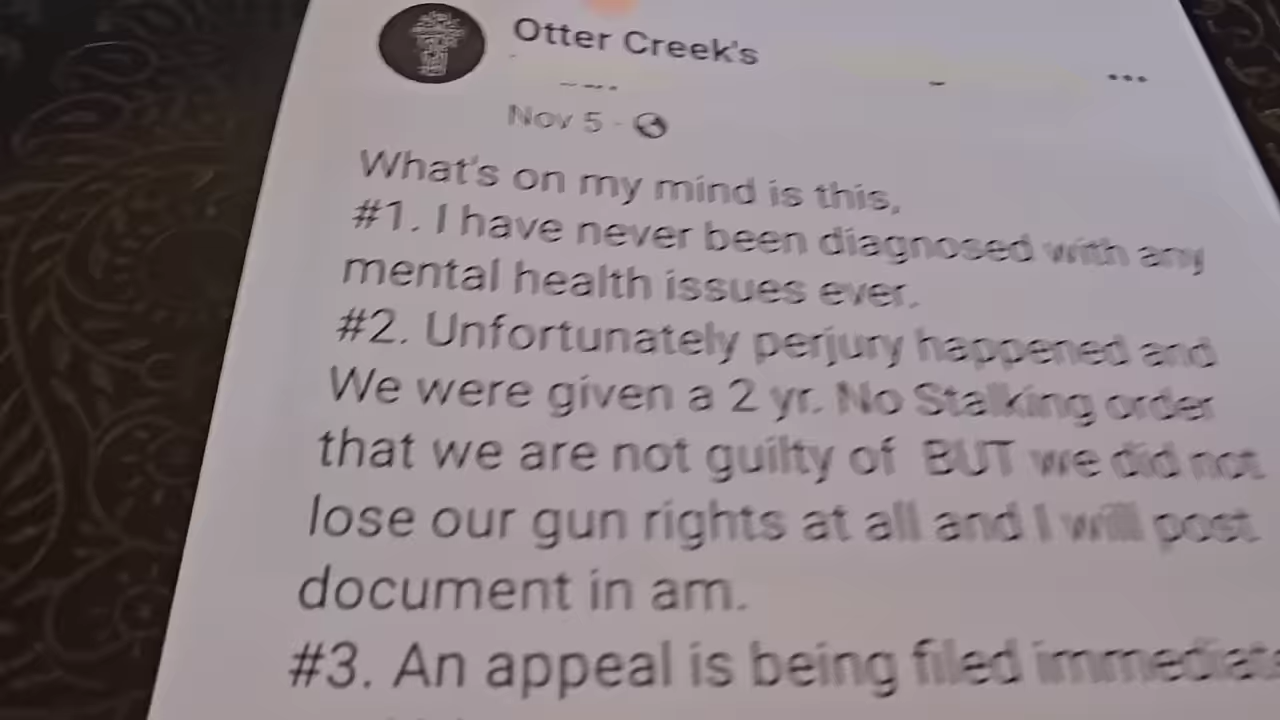 Otter Creek's
Nov 5
What's on my mind is this,
#1. I have never been diagnosed with any
mental health issues ever.
#2. Unfortunately perjury happened and
We were given a 2 yr. No Stalking order
that we are not guilty of BUT we did not
lose our gun rights at all and I will post
document in am.
#3. An appeal is being filed